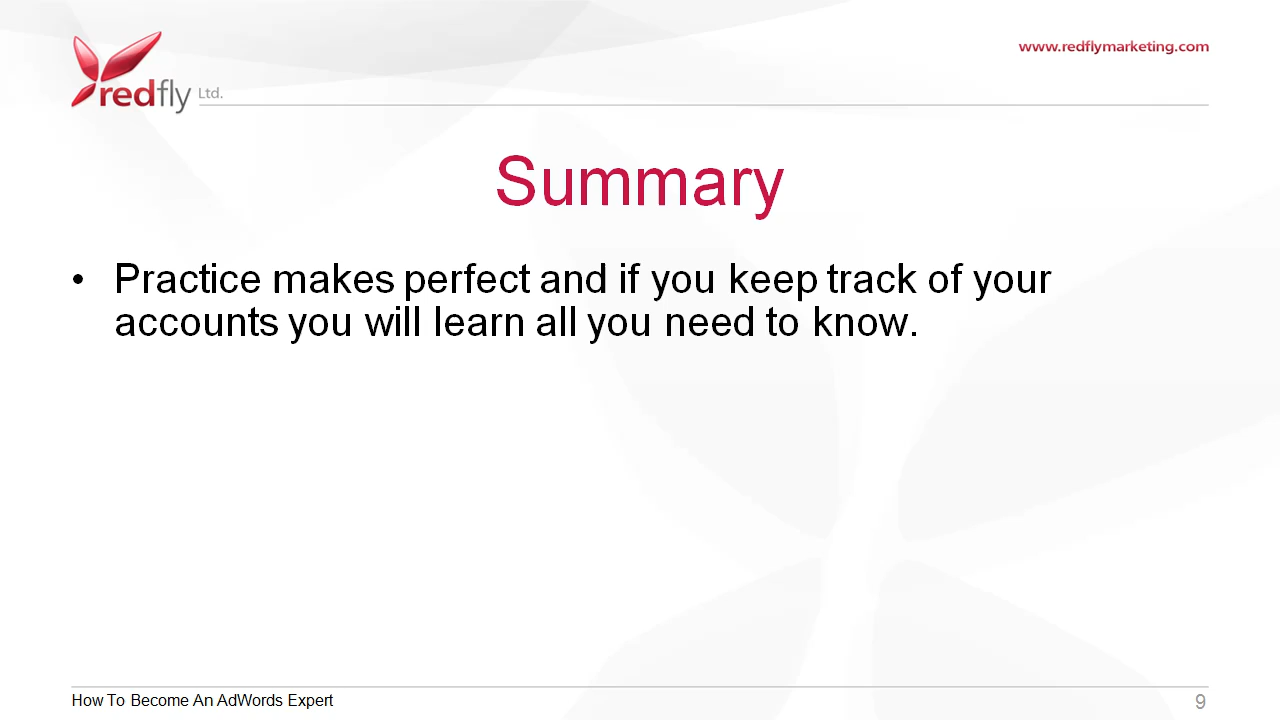 redfly Ltd.
www.redflymarketing.com
Summary
• Practice makes perfect and if you keep track of your
accounts you will learn all you need to know.
How To Become An AdWords Expert
9